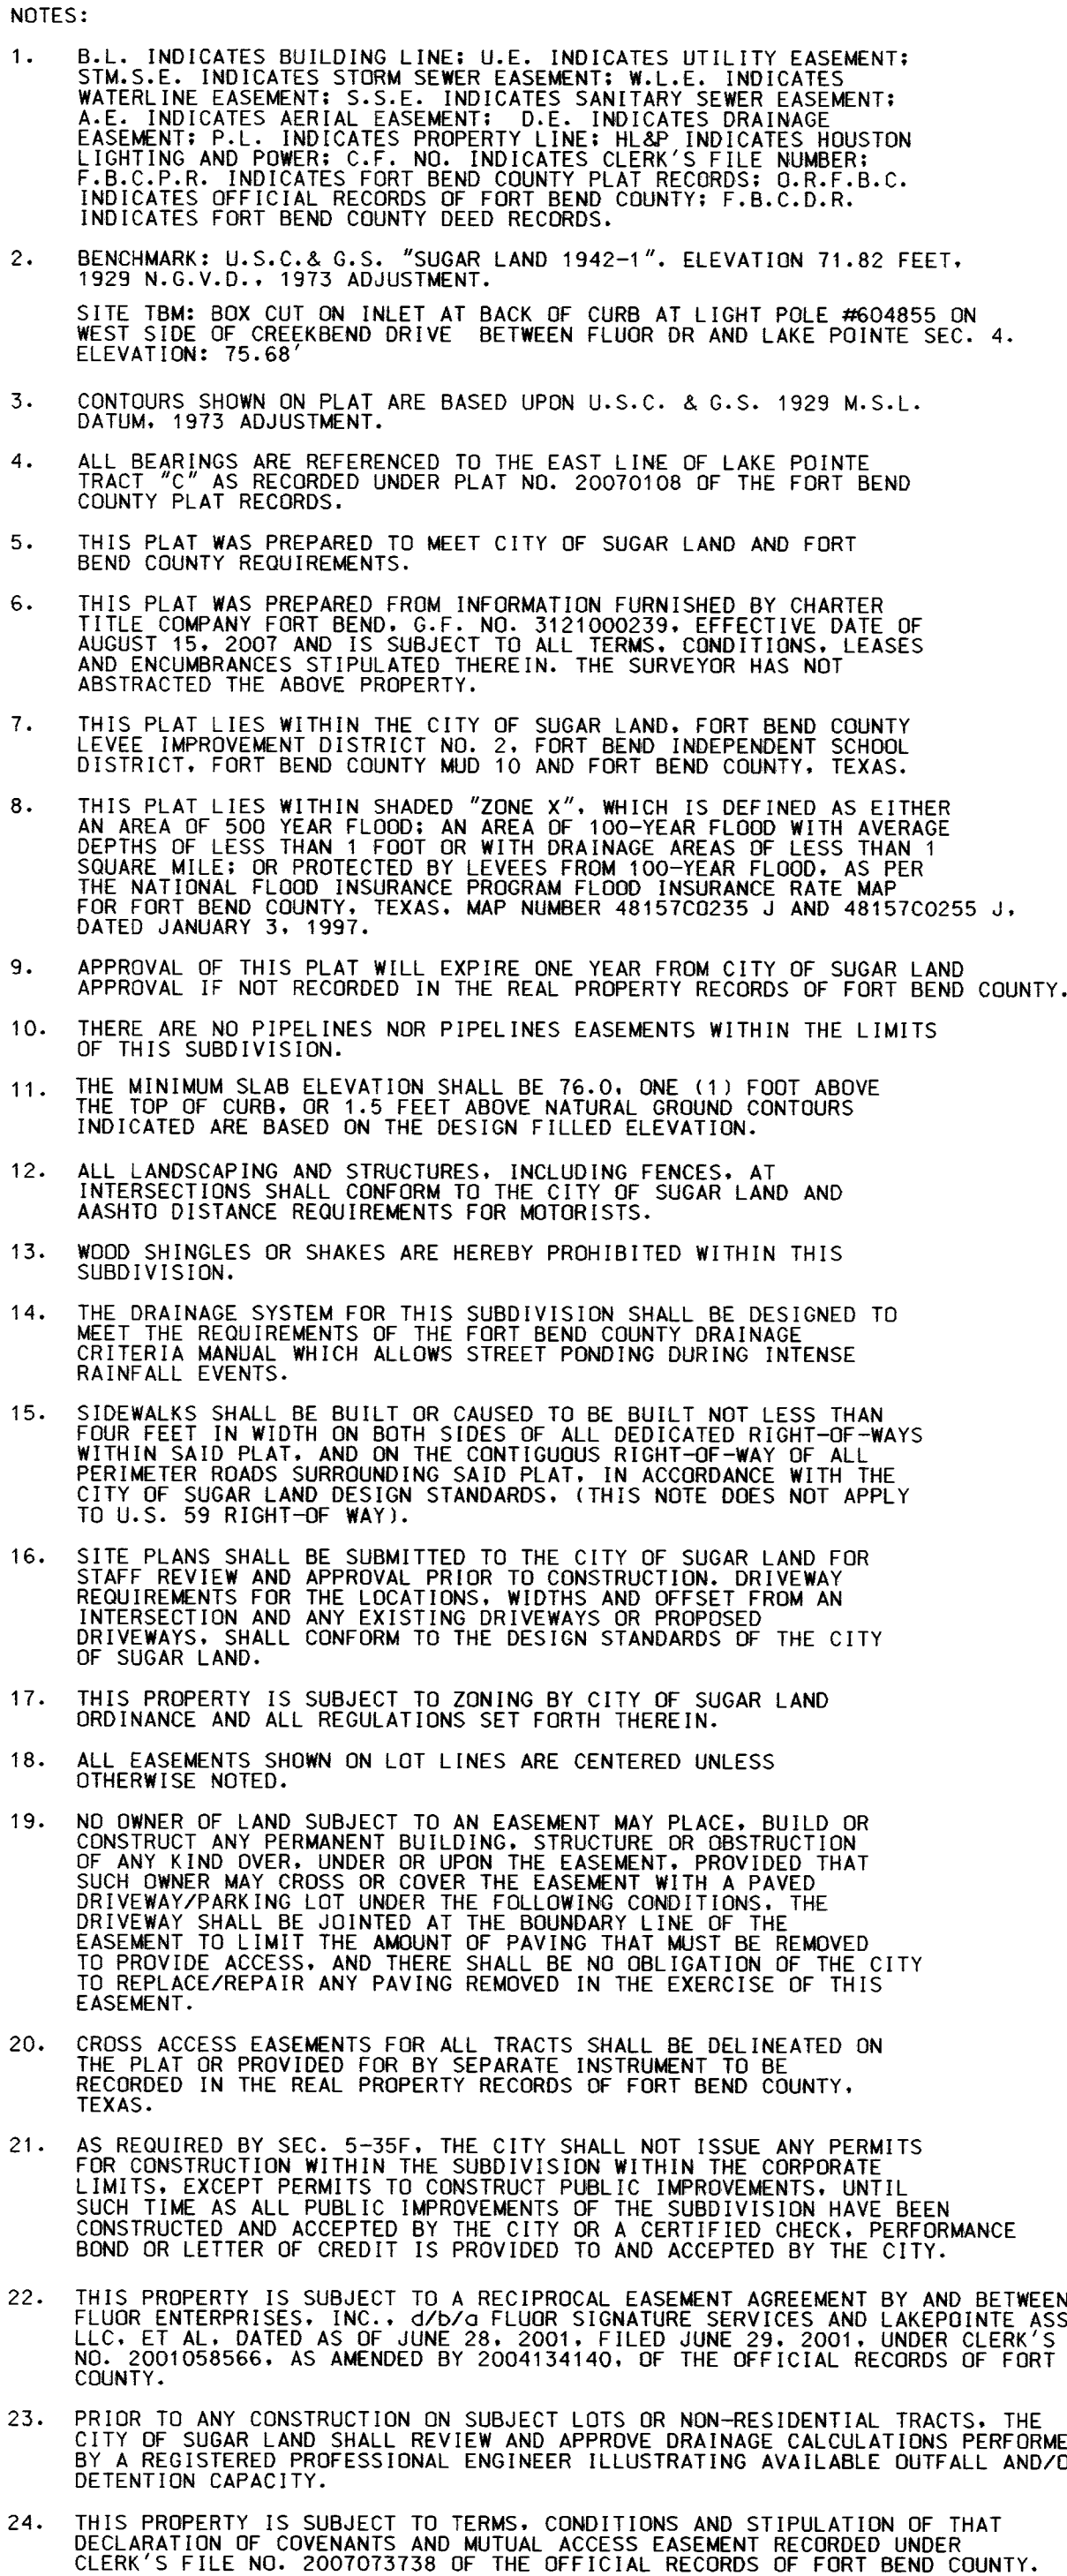 NOTES:
1. B.L. INDICATES BUILDING LINE; U.E. INDICATES UTILITY EASEMENT;
STM.S.E. INDICATES STORM SEWER EASEMENT; W.L.E. INDICATES
WATERLINE EASEMENT; S.S.E. INDICATES SANITARY SEWER EASEMENT;
A.E. INDICATES AERIAL EASEMENT; D.E. INDICATES DRAINAGE
EASEMENT; P.L. INDICATES PROPERTY LINE; HL&P INDICATES HOUSTON
LIGHTING AND POWER; C.F. NO. INDICATES CLERK'S FILE NUMBER;
F.B.C.P.R. INDICATES FORT BEND COUNTY PLAT RECORDS; O.R.F.B.C.
INDICATES OFFICIAL RECORDS OF FORT BEND COUNTY; F.B.C.D.R.
INDICATES FORT BEND COUNTY DEED RECORDS.
2. BENCHMARK: U.S.C.& G.S. "SUGAR LAND 1942-1". ELEVATION 71.82 FEET,
1929 N.G.V.D., 1973 ADJUSTMENT.
SITE TBM: BOX CUT ON INLET AT BACK OF CURB AT LIGHT POLE #604855 ON
WEST SIDE OF CREEKBEND DRIVE BETWEEN FLUOR DR AND LAKE POINTE SEC. 4.
ELEVATION: 75.68'
3. CONTOURS SHOWN ON PLAT ARE BASED UPON U.S.C. & G.S. 1929 M.S.L.
DATUM, 1973 ADJUSTMENT.
4. ALL BEARINGS ARE REFERENCED TO THE EAST LINE OF LAKE POINTE
TRACT "C" AS RECORDED UNDER PLAT NO. 20070108 OF THE FORT BEND
COUNTY PLAT RECORDS.
5. THIS PLAT WAS PREPARED TO MEET CITY OF SUGAR LAND AND FORT
BEND COUNTY REQUIREMENTS.
6. THIS PLAT WAS PREPARED FROM INFORMATION FURNISHED BY CHARTER
TITLE COMPANY FORT BEND, G.F. NO. 3121000239, EFFECTIVE DATE OF
AUGUST 15, 2007 AND IS SUBJECT TO ALL TERMS, CONDITIONS, LEASES
AND ENCUMBRANCES STIPULATED THEREIN. THE SURVEYOR HAS NOT
ABSTRACTED THE ABOVE PROPERTY.
7. THIS PLAT LIES WITHIN THE CITY OF SUGAR LAND, FORT BEND COUNTY
LEVEE IMPROVEMENT DISTRICT NO. 2, FORT BEND INDEPENDENT SCHOOL
DISTRICT, FORT BEND COUNTY MUD 10 AND FORT BEND COUNTY, TEXAS.
8. THIS PLAT LIES WITHIN SHADED "ZONE X", WHICH IS DEFINED AS EITHER
AN AREA OF 500 YEAR FLOOD; AN AREA OF 100-YEAR FLOOD WITH AVERAGE
DEPTHS OF LESS THAN 1 FOOT OR WITH DRAINAGE AREAS OF LESS THAN 1
SQUARE MILE; OR PROTECTED BY LEVEES FROM 100-YEAR FLOOD, AS PER
THE NATIONAL FLOOD INSURANCE PROGRAM FLOOD INSURANCE RATE MAP
FOR FORT BEND COUNTY, TEXAS, MAP NUMBER 48157C0235 J AND 48157C0255 J,
DATED JANUARY 3, 1997.
9. APPROVAL OF THIS PLAT WILL EXPIRE ONE YEAR FROM CITY OF SUGAR LAND
APPROVAL IF NOT RECORDED IN THE REAL PROPERTY RECORDS OF FORT BEND COUNTY.
10. THERE ARE NO PIPELINES NOR PIPELINES EASEMENTS WITHIN THE LIMITS
OF THIS SUBDIVISION.
11. THE MINIMUM SLAB ELEVATION SHALL BE 76.0, ONE (1) FOOT ABOVE
THE TOP OF CURB, OR 1.5 FEET ABOVE NATURAL GROUND CONTOURS
INDICATED ARE BASED ON THE DESIGN FILLED ELEVATION.
12. ALL LANDSCAPING AND STRUCTURES, INCLUDING FENCES, AT
INTERSECTIONS SHALL CONFORM TO THE CITY OF SUGAR LAND AND
AASHTO DISTANCE REQUIREMENTS FOR MOTORISTS.
13. WOOD SHINGLES OR SHAKES ARE HEREBY PROHIBITED WITHIN THIS
SUBDIVISION.
14. THE DRAINAGE SYSTEM FOR THIS SUBDIVISION SHALL BE DESIGNED TO
MEET THE REQUIREMENTS OF THE FORT BEND COUNTY DRAINAGE
CRITERIA MANUAL WHICH ALLOWS STREET PONDING DURING INTENSE
RAINFALL EVENTS.
15. SIDEWALKS SHALL BE BUILT OR CAUSED TO BE BUILT NOT LESS THAN
FOUR FEET IN WIDTH ON BOTH SIDES OF ALL DEDICATED RIGHT-OF-WAYS
WITHIN SAID PLAT, AND ON THE CONTIGUOUS RIGHT-OF-WAY OF ALL
PERIMETER ROADS SURROUNDING SAID PLAT, IN ACCORDANCE WITH THE
CITY OF SUGAR LAND DESIGN STANDARDS, (THIS NOTE DOES NOT APPLY
TO U.S. 59 RIGHT-OF WAY).
16. SITE PLANS SHALL BE SUBMITTED TO THE CITY OF SUGAR LAND FOR
STAFF REVIEW AND APPROVAL PRIOR TO CONSTRUCTION. DRIVEWAY
REQUIREMENTS FOR THE LOCATIONS, WIDTHS AND OFFSET FROM AN
INTERSECTION AND ANY EXISTING DRIVEWAYS OR PROPOSED
DRIVEWAYS, SHALL CONFORM TO THE DESIGN STANDARDS OF THE CITY
OF SUGAR LAND.
17. THIS PROPERTY IS SUBJECT TO ZONING BY CITY OF SUGAR LAND
ORDINANCE AND ALL REGULATIONS SET FORTH THEREIN.
18. ALL EASEMENTS SHOWN ON LOT LINES ARE CENTERED UNLESS
OTHERWISE NOTED.
19. NO OWNER OF LAND SUBJECT TO AN EASEMENT MAY PLACE, BUILD OR
CONSTRUCT ANY PERMANENT BUILDING, STRUCTURE OR OBSTRUCTION
OF ANY KIND OVER, UNDER OR UPON THE EASEMENT, PROVIDED THAT
SUCH OWNER MAY CROSS OR COVER THE EASEMENT WITH A PAVED
DRIVEWAY/PARKING LOT UNDER THE FOLLOWING CONDITIONS, THE
DRIVEWAY SHALL BE JOINTED AT THE BOUNDARY LINE OF THE
EASEMENT TO LIMIT THE AMOUNT OF PAVING THAT MUST BE REMOVED
TO PROVIDE ACCESS, AND THERE SHALL BE NO OBLIGATION OF THE CITY
TO REPLACE/REPAIR ANY PAVING REMOVED IN THE EXERCISE OF THIS
EASEMENT.
20. CROSS ACCESS EASEMENTS FOR ALL TRACTS SHALL BE DELINEATED ON
THE PLAT OR PROVIDED FOR BY SEPARATE INSTRUMENT TO BE
RECORDED IN THE REAL PROPERTY RECORDS OF FORT BEND COUNTY,
TEXAS.
21. AS REQUIRED BY SEC. 5-35F, THE CITY SHALL NOT ISSUE ANY PERMITS
FOR CONSTRUCTION WITHIN THE SUBDIVISION WITHIN THE CORPORATE
LIMITS, EXCEPT PERMITS TO CONSTRUCT PUBLIC IMPROVEMENTS, UNTIL
SUCH TIME AS ALL PUBLIC IMPROVEMENTS OF THE SUBDIVISION HAVE BEEN
CONSTRUCTED AND ACCEPTED BY THE CITY OR A CERTIFIED CHECK, PERFORMANCE
BOND OR LETTER OF CREDIT IS PROVIDED TO AND ACCEPTED BY THE CITY.
22. THIS PROPERTY IS SUBJECT TO A RECIPROCAL EASEMENT AGREEMENT BY AND BETWEEN
FLUOR ENTERPRISES, INC., d/b/a FLUOR SIGNATURE SERVICES AND LAKEPOINTE ASS
LLC, ET AL, DATED AS OF JUNE 28, 2001, FILED JUNE 29, 2001, UNDER CLERK'S
NO. 2001058566, AS AMENDED BY 2004134140, OF THE OFFICIAL RECORDS OF FORT
COUNTY.
23. PRIOR TO ANY CONSTRUCTION ON SUBJECT LOTS OR NON-RESIDENTIAL TRACTS, THE
CITY OF SUGAR LAND SHALL REVIEW AND APPROVE DRAINAGE CALCULATIONS PERFORME
BY A REGISTERED PROFESSIONAL ENGINEER ILLUSTRATING AVAILABLE OUTFALL AND/O
DETENTION CAPACITY.
24. THIS PROPERTY IS SUBJECT TO TERMS, CONDITIONS AND STIPULATION OF THAT
DECLARATION OF COVENANTS AND MUTUAL ACCESS EASEMENT RECORDED UNDER
CLERK'S FILE NO. 2007073738 OF THE OFFICIAL RECORDS OF FORT BEND COUNTY.